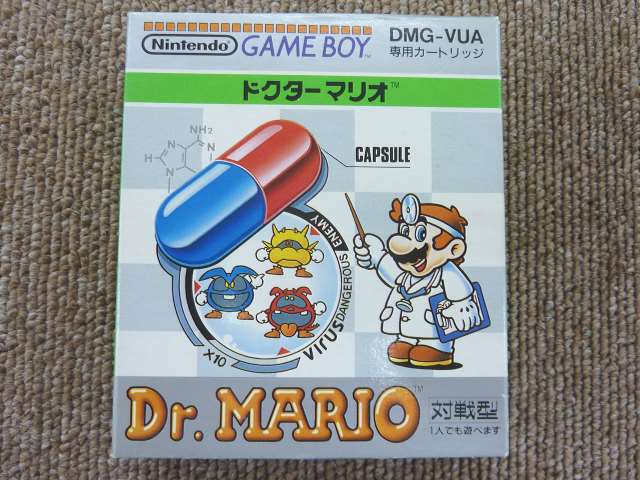 Nintendo GAME BOY™ DMG-VUA
専用カートリッジ
ドクターマリオ™
NH2
N
N
H
N
N
CAPSULE
VIRUS DANGEROUS ENEMY
X10
Dr. MARIO™
対戦型
1人でも遊べます